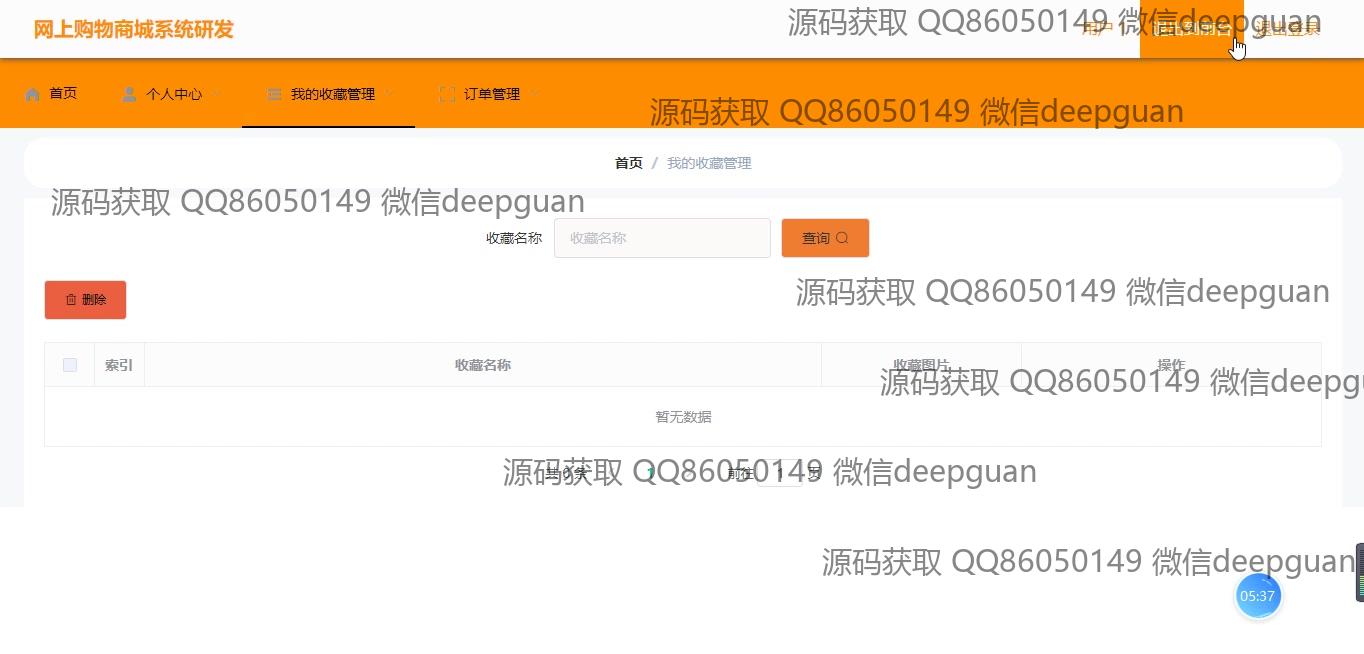 网上购物商城系统研发
源码获取 QQ86050149 微信deepguan
用户 退出到前台 退出登录
首页 个人中心 我的收藏管理 订单管理
源码获取 QQ86050149 微信deepguan
首页 / 我的收藏管理
源码获取 QQ86050149 微信deepguan
收藏名称 收藏名称 查询
源码获取 QQ86050149 微信deepguan
删除
索引 收藏名称 收藏图片 操作
源码获取 QQ86050149 微信deepgu
暂无数据
共 0 条 1 前往 1 页
源码获取 QQ86050149 微信deepguan
源码获取 QQ86050149 微信deepguan
05:37